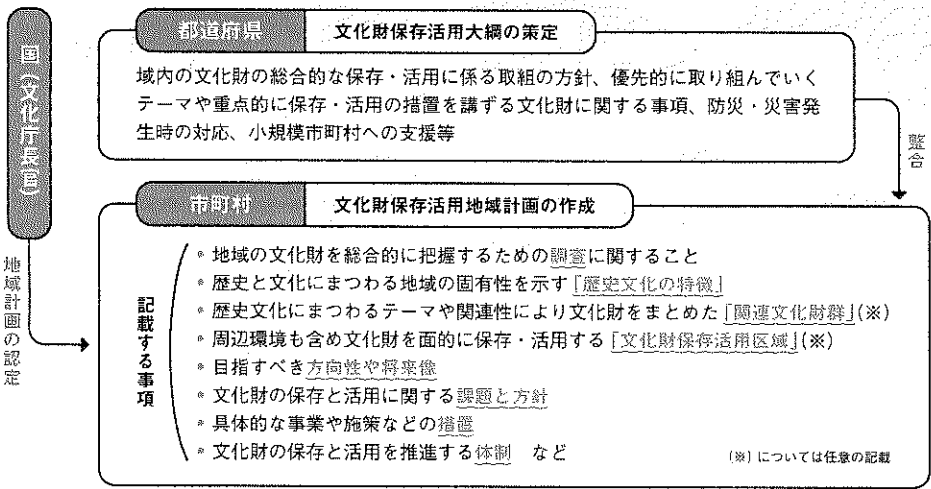 国（文化庁長官）
都道府県
文化財保存活用大綱の策定
域内の文化財の総合的な保存・活用に係る取組の方針、優先的に取り組んでいく
テーマや重点的に保存・活用の措置を講ずる文化財に関する事項、防災・災害発
生時の対応、小規模市町村への支援等
整合
市町村
文化財保存活用地域計画の作成
地域計画の認定
記載する事項
* 地域の文化財を総合的に把握するための調査に関すること
* 歴史と文化にまつわる地域の固有性を示す「歴史文化の特徴」
* 歴史文化にまつわるテーマや関連性により文化財をまとめた「関連文化財群」(※)
* 周辺環境も含め文化財を面的に保存・活用する「文化財保存活用区域」(※)
* 目指すべき方向性や将来像
* 文化財の保存と活用に関する課題と方針
* 具体的な事業や施策などの措置
* 文化財の保存と活用を推進する体制　など
(※) については任意の記載